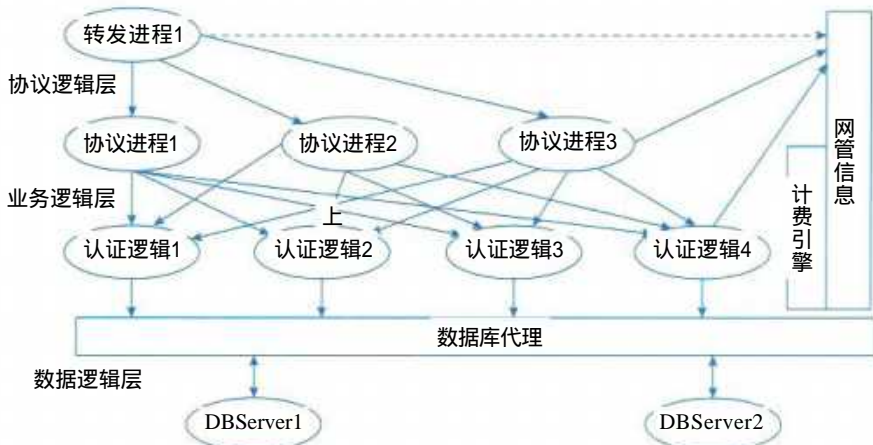 转发进程1
协议逻辑层
协议进程1
协议进程2
协议进程3
业务逻辑层
上
认证逻辑1
认证逻辑2
认证逻辑3
认证逻辑4
网管信息
计费引擎
数据库代理
数据逻辑层
DBServer1
DBServer2